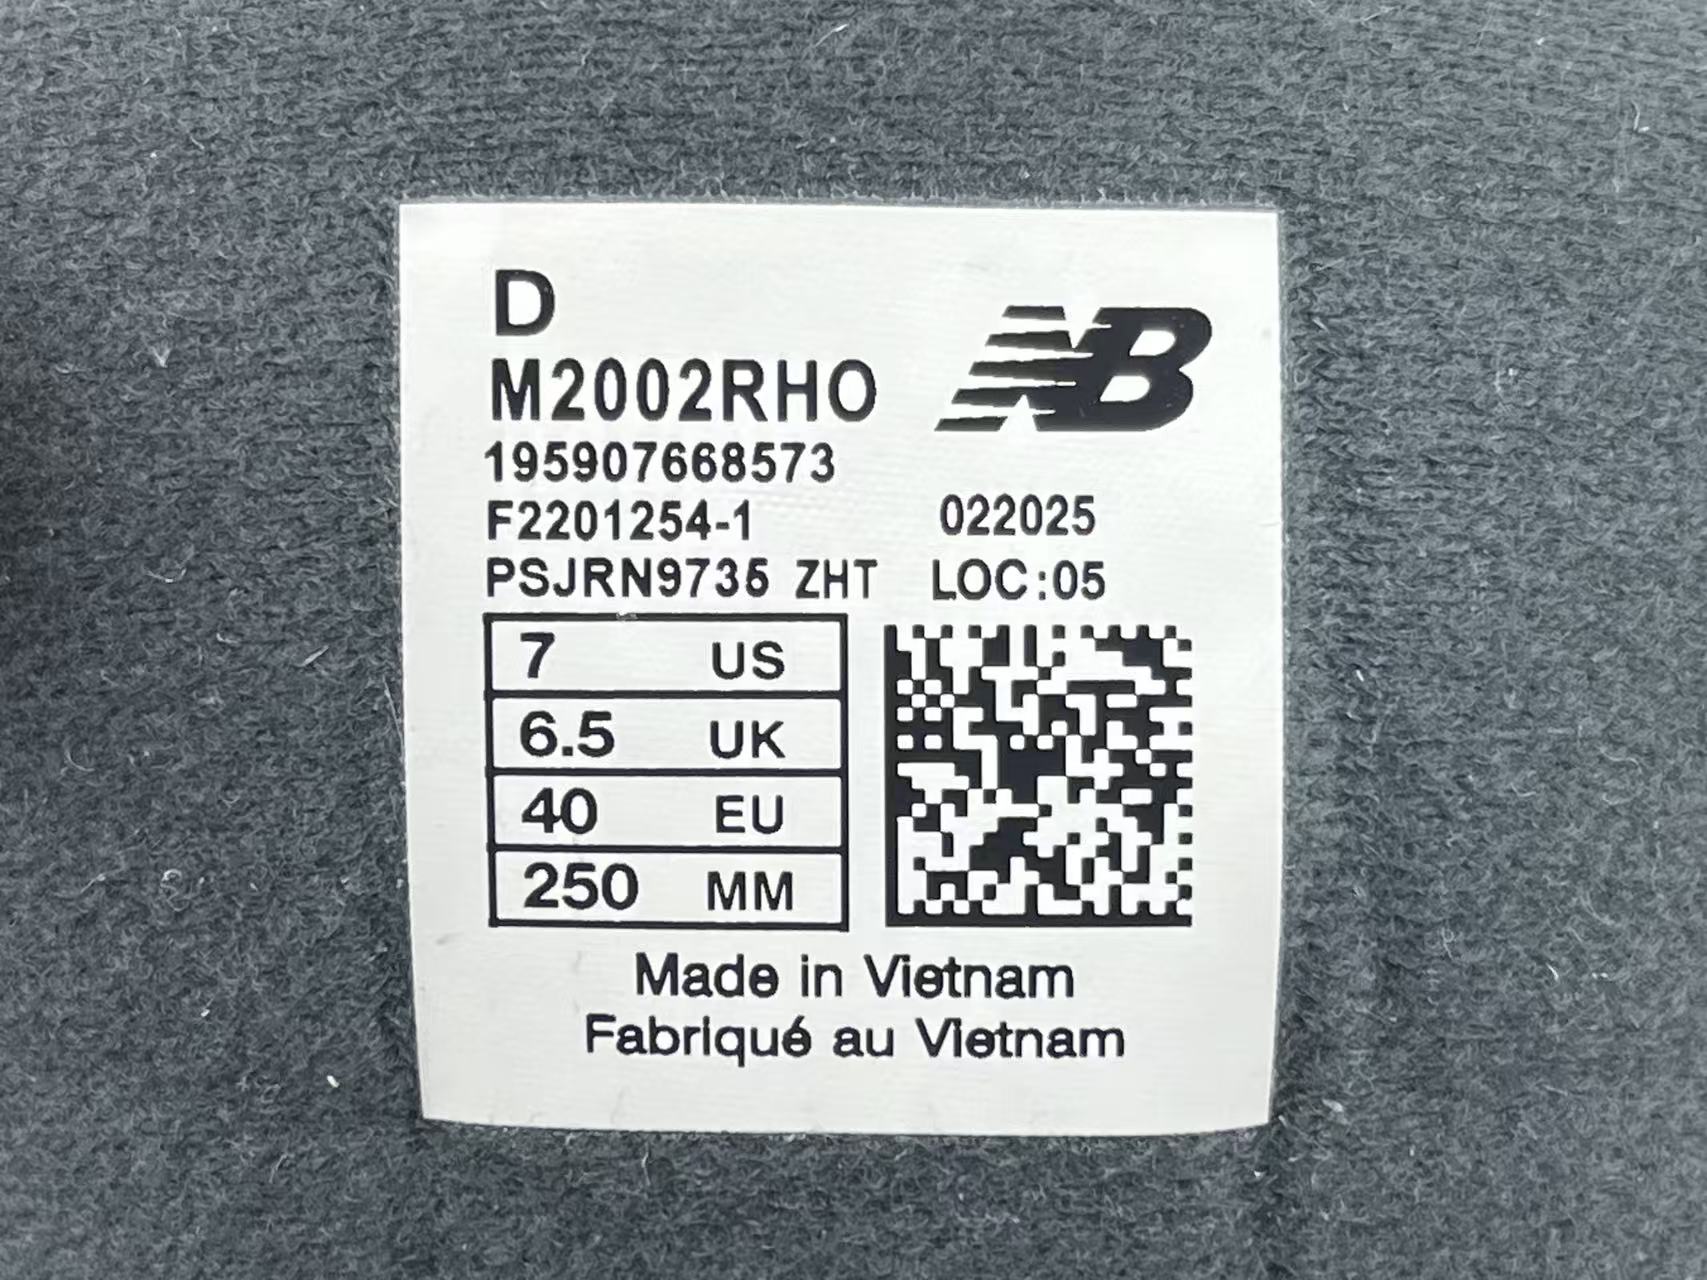 D
NB
M2002RHO
195907668573
F2201254-1 022025
PSJRN9735 ZHT LOC:05
7 US
6.5 UK
40 EU
250 MM
Made in Vietnam
Fabriqué au Vietnam